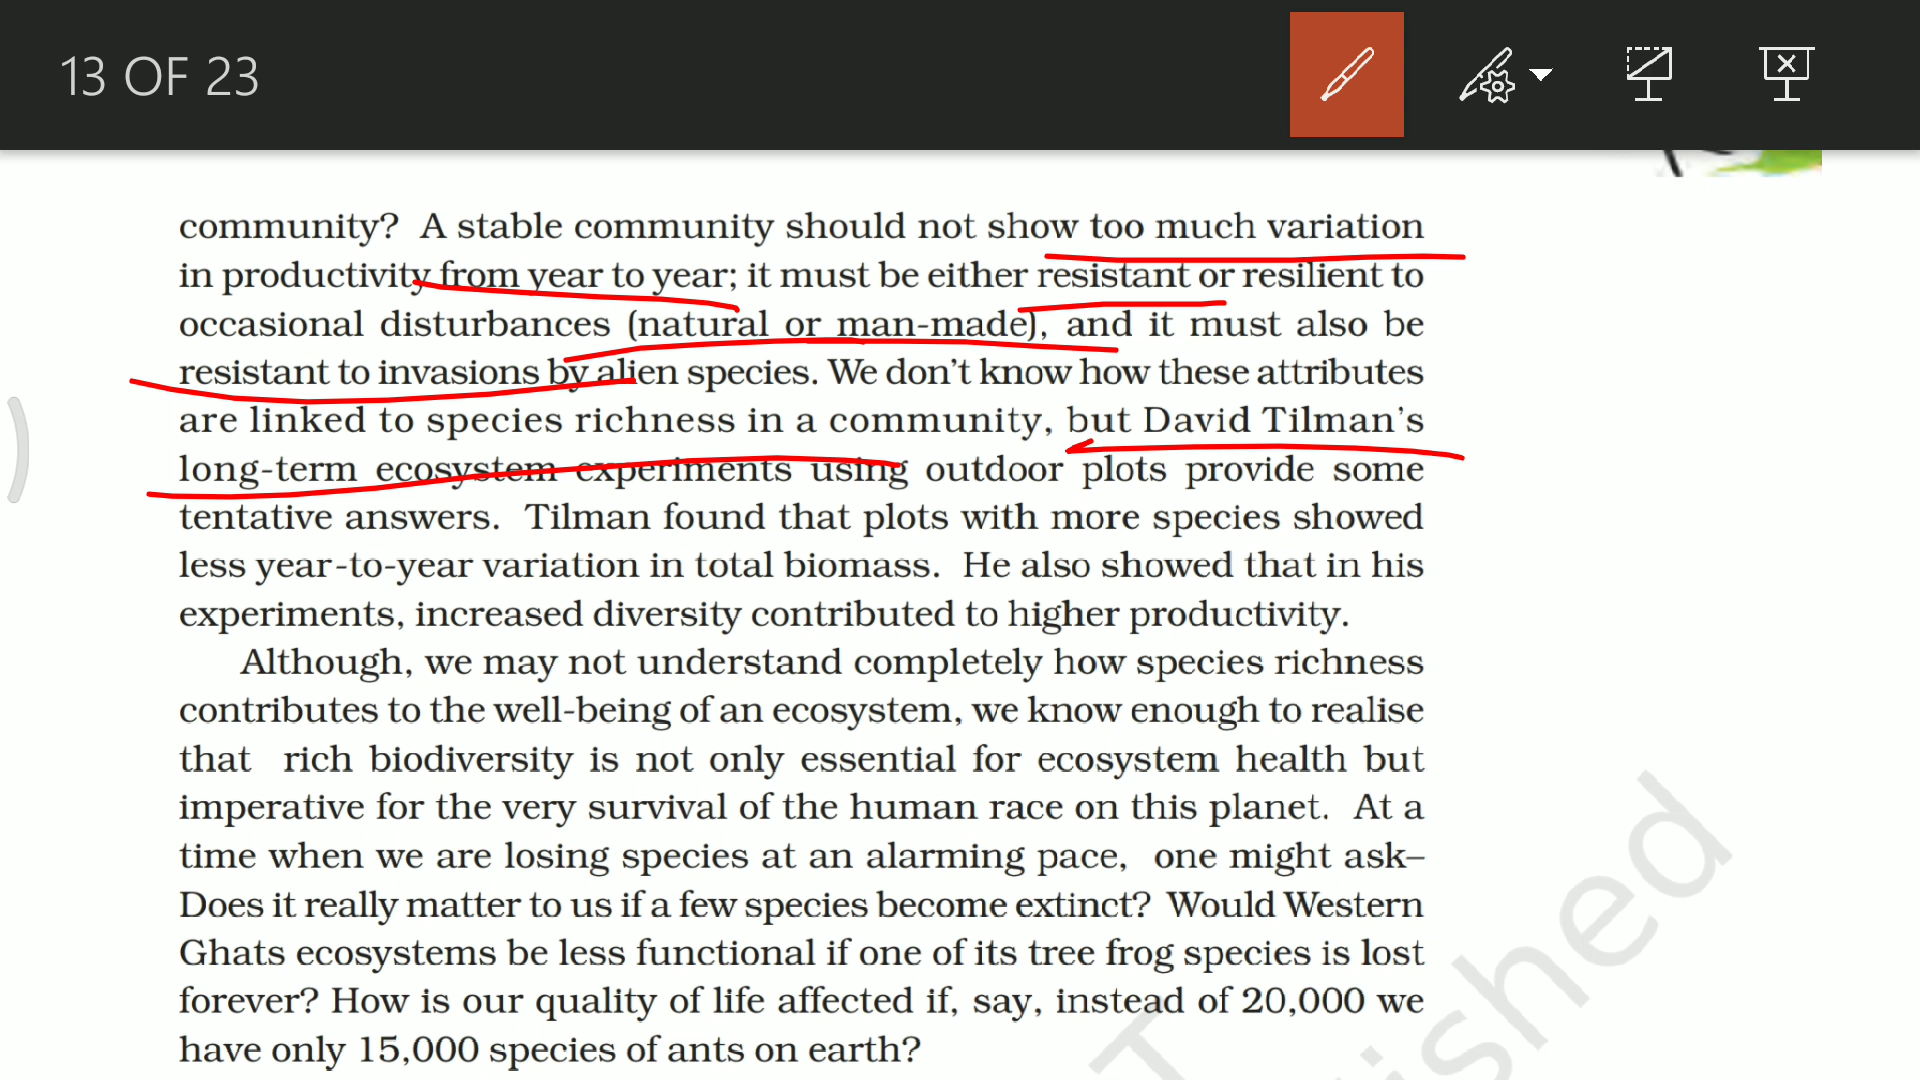 13 OF 23
community? A stable community should not show too much variation
in productivity from year to year; it must be either resistant or resilient to
occasional disturbances (natural or man-made), and it must also be
resistant to invasions by alien species. We don't know how these attributes
are linked to species richness in a community, but David Tilman's
long-term ecosystem experiments using outdoor plots provide some
tentative answers. Tilman found that plots with more species showed
less year-to-year variation in total biomass. He also showed that in his
experiments, increased diversity contributed to higher productivity.
Although, we may not understand completely how species richness
contributes to the well-being of an ecosystem, we know enough to realise
that rich biodiversity is not only essential for ecosystem health but
imperative for the very survival of the human race on this planet. At a
time when we are losing species at an alarming pace, one might ask–
Does it really matter to us if a few species become extinct? Would Western
Ghats ecosystems be less functional if one of its tree frog species is lost
forever? How is our quality of life affected if, say, instead of 20,000 we
have only 15,000 species of ants on earth?